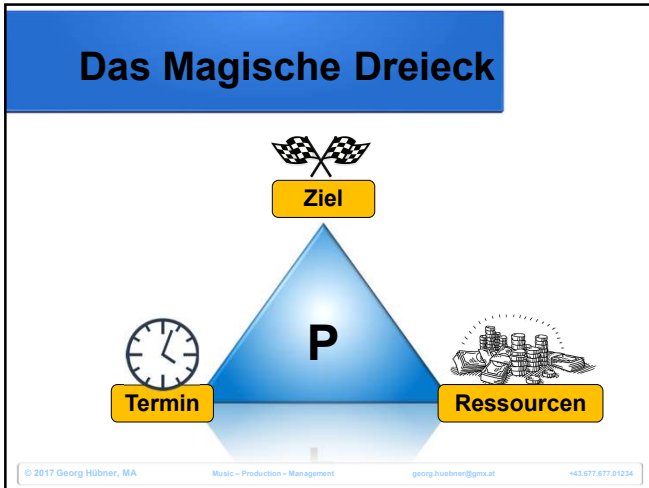 Das Magische Dreieck
Ziel
P
Termin
Ressourcen
© 2017 Georg Hübner, MA Music – Production – Management georg.huebner@gmx.at +43.677.677.01234